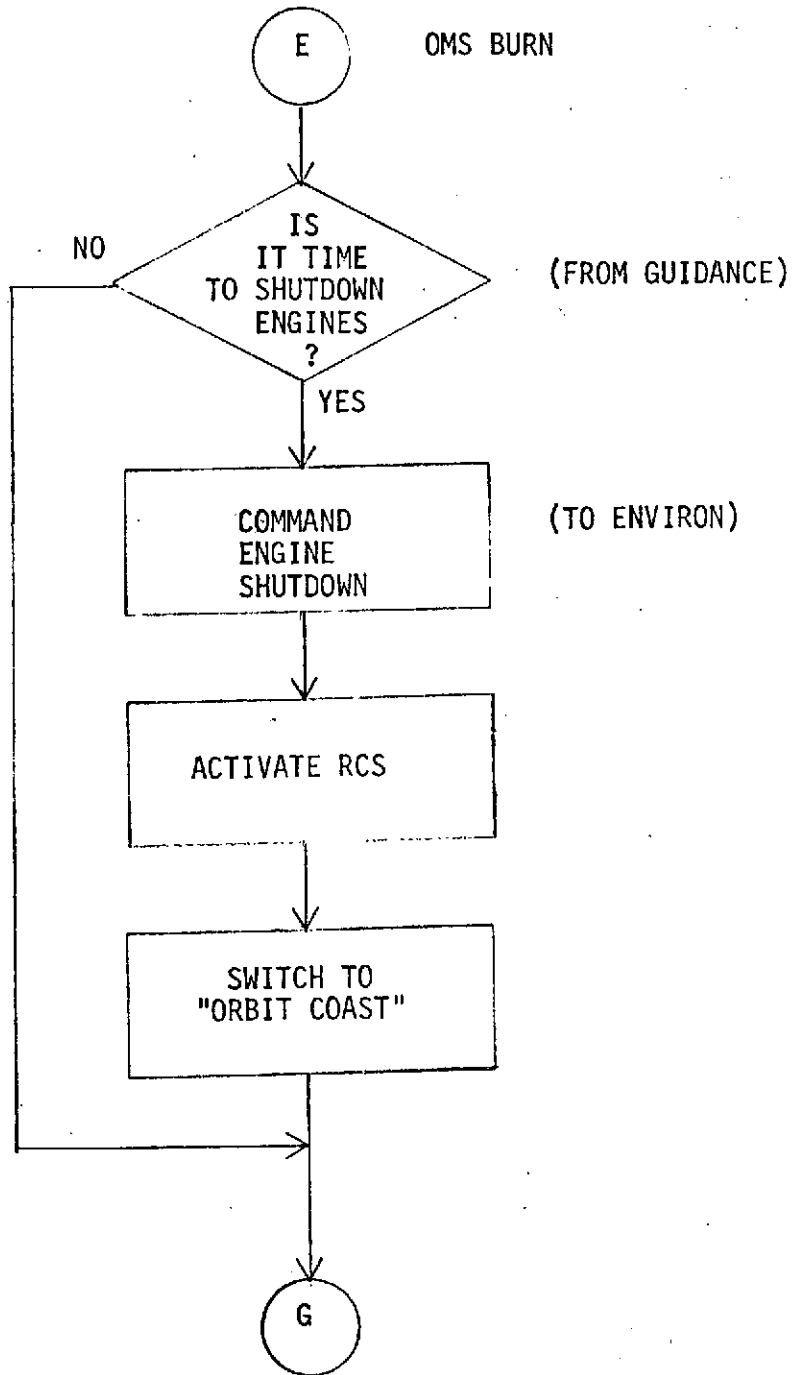 E
OMS BURN
IS
IT TIME
TO SHUTDOWN
ENGINES
?
NO
(FROM GUIDANCE)
YES
COMMAND
ENGINE
SHUTDOWN
(TO ENVIRON)
ACTIVATE RCS
SWITCH TO
"ORBIT COAST"
G